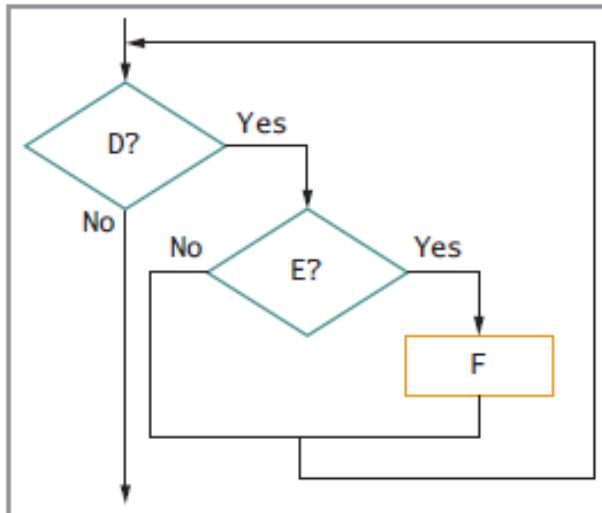 Yes
D?
No
No
Yes
E?
F